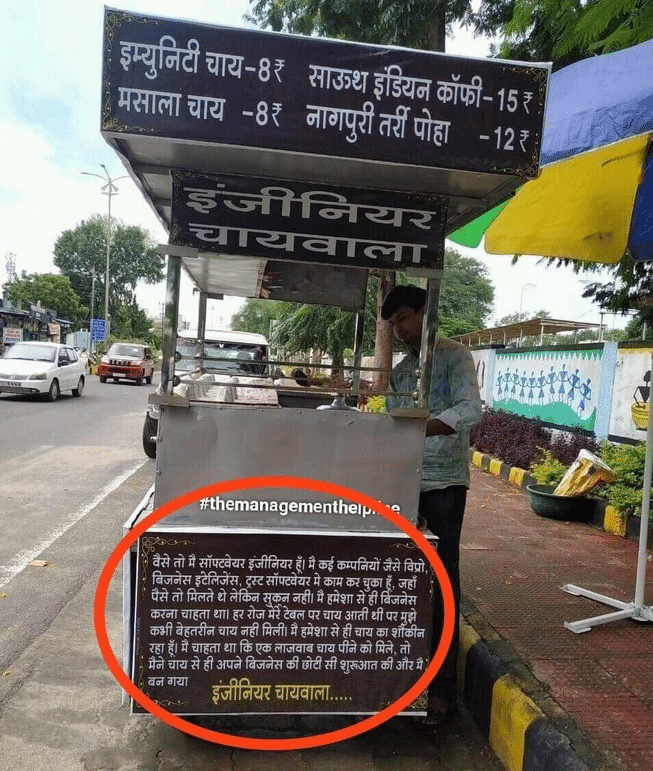 इम्युनिटी चाय-8₹ साऊथ इंडियन कॉफी-15₹
मसाला चाय -8₹ नागपुरी तर्री पोहा -12₹
इंजीनियर
चायवाला
#themanagementhelpline
वैसे तो मै सॉफ्टवेयर इंजीनियर हूँ। मै कई कम्पनियों जैसे विप्रो,
बिजनेस इंटेलिजेंस, ट्रस्ट सॉफ्टवेयर मे काम कर चुका हूँ, जहाँ
पैसे तो मिलते थे लेकिन सुकून नही। मै हमेशा से ही बिजनेस
करना चाहता था। हर रोज मेरे टेबल पर चाय आती थी पर मुझे
कभी बेहतरीन चाय नही मिली। मै हमेशा से ही चाय का शौकीन
रहा हूँ। मै चाहता था कि एक लाजवाब चाय पीने को मिले, तो
मैने चाय से ही अपने बिजनेस की छोटी सी शुरूआत की और मै
बन गया
इंजीनियर चायवाला.....